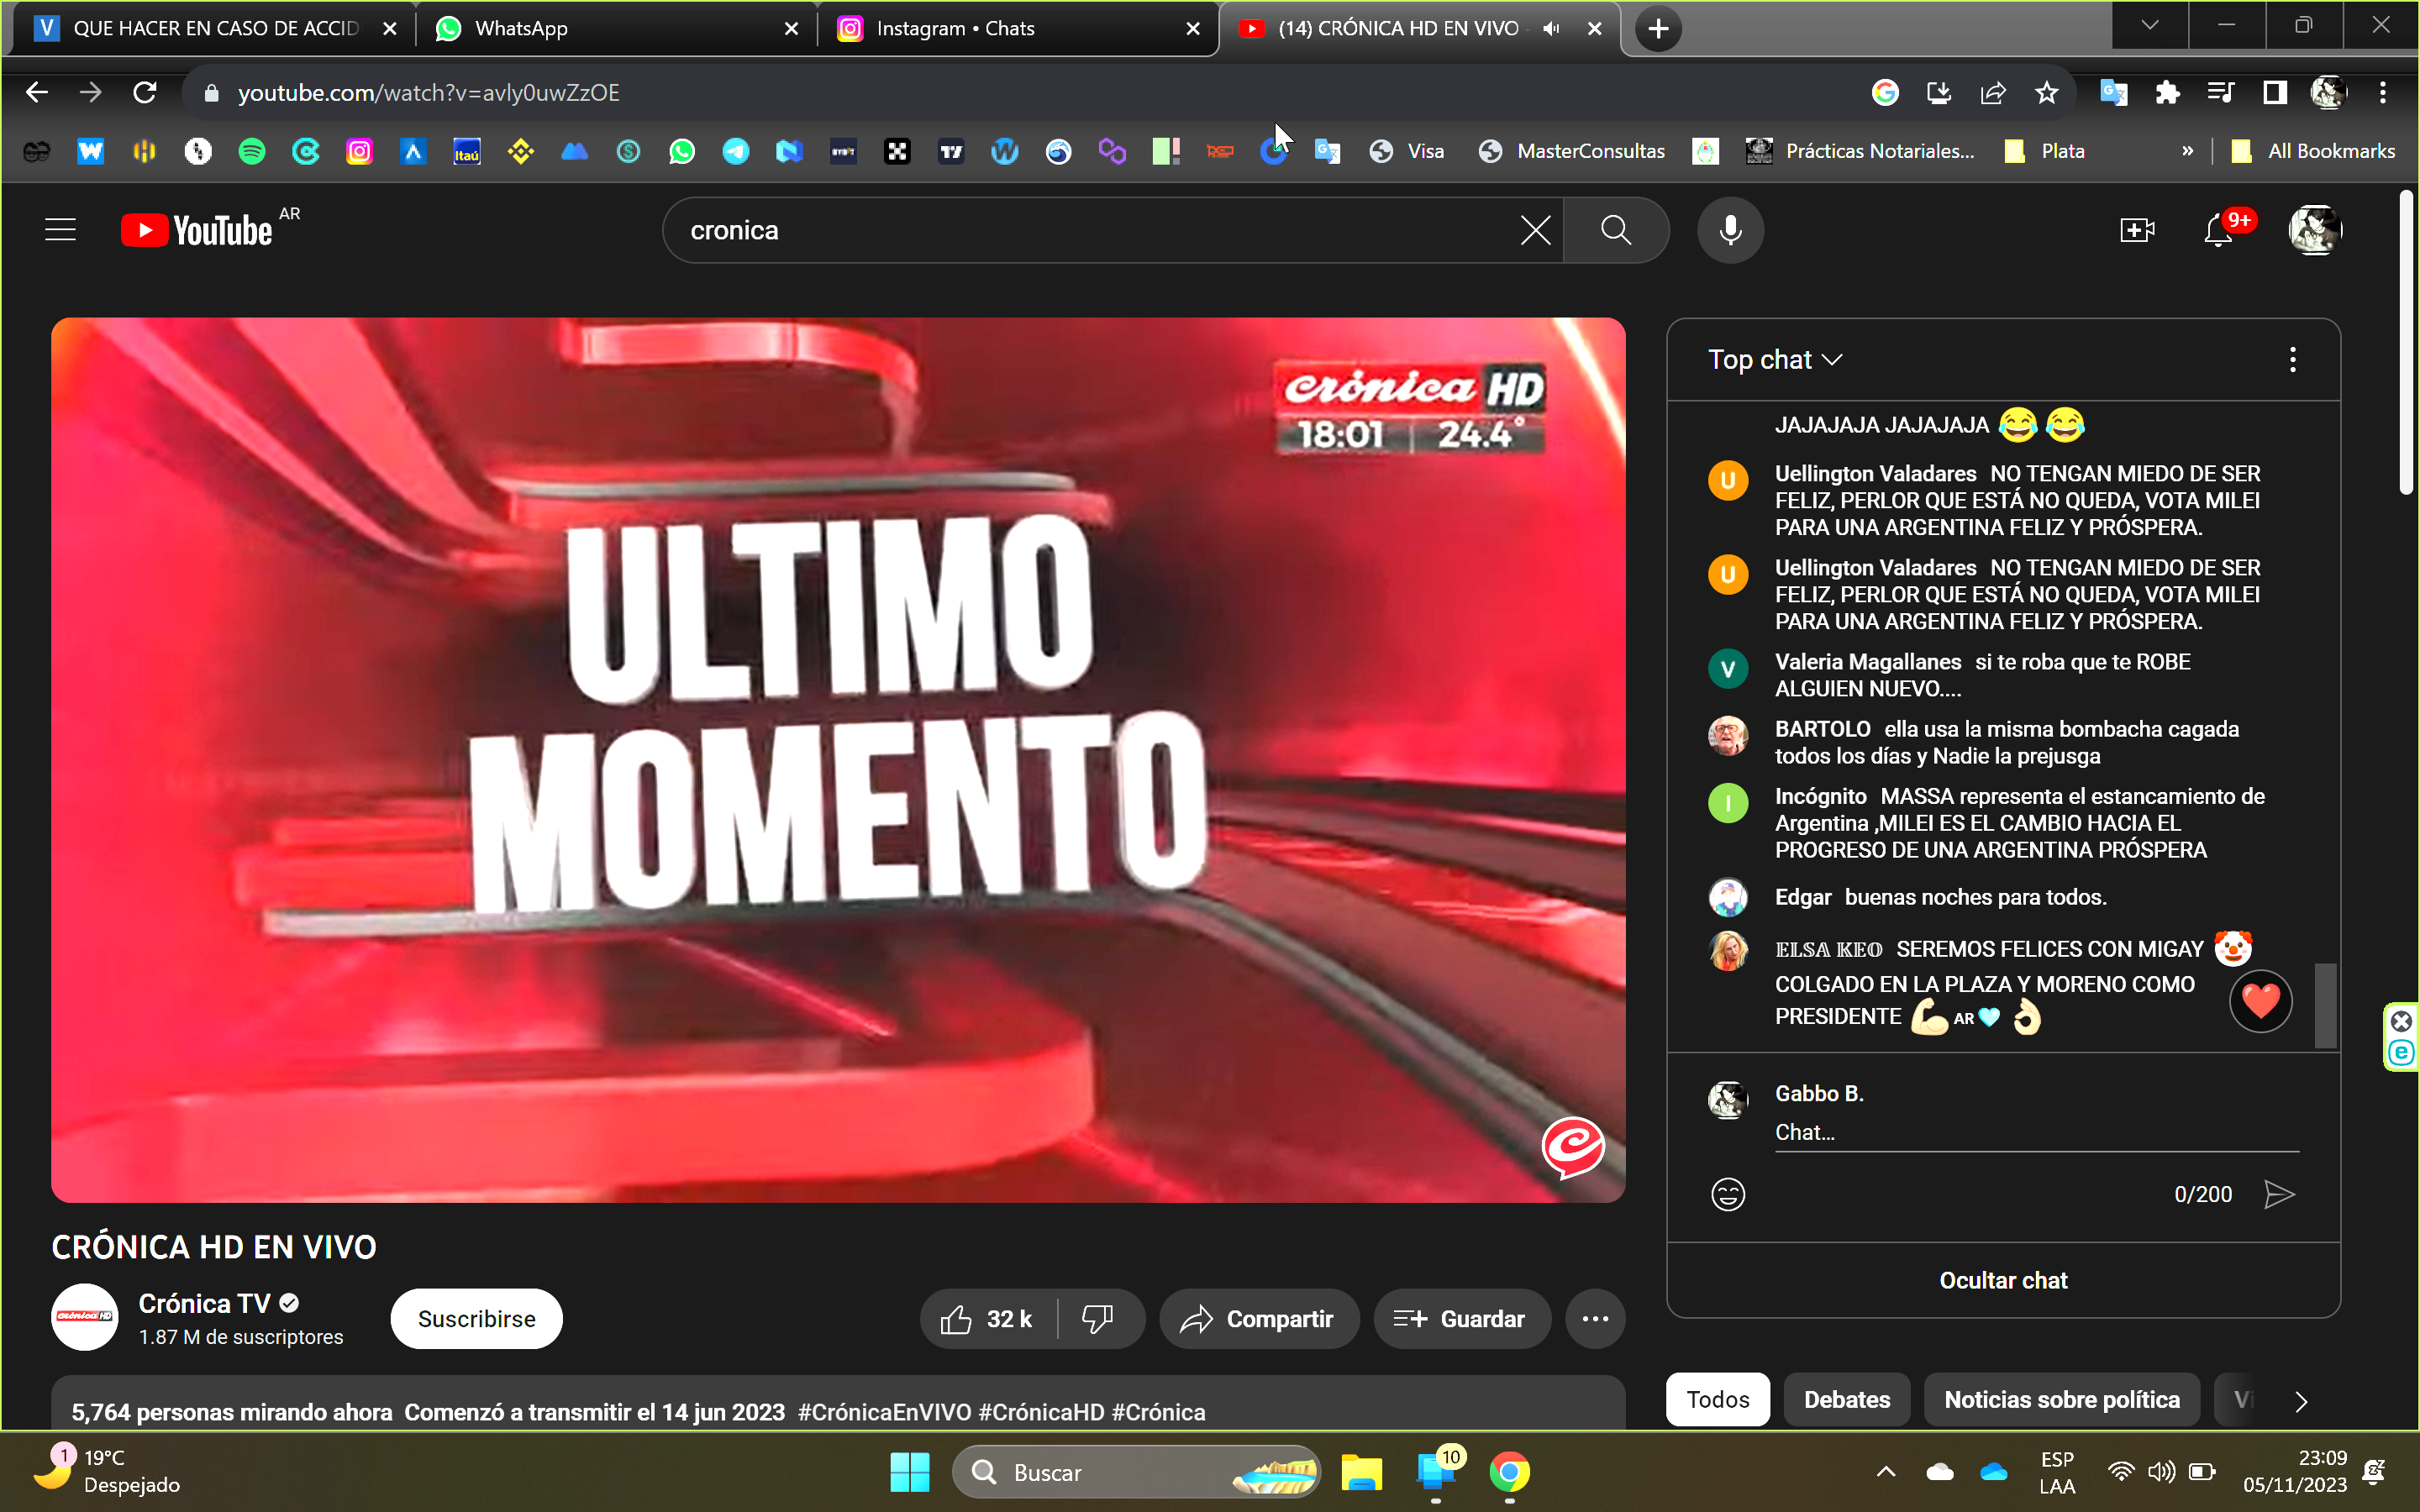 QUE HACER EN CASO DE ACCID
WhatsApp
Instagram • Chats
(14) CRÓNICA HD EN VIVO
youtube.com/watch?v=avly0uwZzOE
Itaú
Visa
MasterConsultas
Prácticas Notariales...
Plata
»
All Bookmarks
YouTube AR
cronica
9+
crónica HD
18:01 24.4°
ULTIMO
MOMENTO
Top chat
JAJAJAJA JAJAJAJA 😂 😂
Uellington Valadares NO TENGAN MIEDO DE SER
FELIZ, PERLOR QUE ESTÁ NO QUEDA, VOTA MILEI
PARA UNA ARGENTINA FELIZ Y PRÓSPERA.
Uellington Valadares NO TENGAN MIEDO DE SER
FELIZ, PERLOR QUE ESTÁ NO QUEDA, VOTA MILEI
PARA UNA ARGENTINA FELIZ Y PRÓSPERA.
Valeria Magallanes si te roba que te ROBE
ALGUIEN NUEVO....
BARTOLO ella usa la misma bombacha cagada
todos los días y Nadie la prejusga
Incógnito MASSA representa el estancamiento de
Argentina ,MILEI ES EL CAMBIO HACIA EL
PROGRESO DE UNA ARGENTINA PRÓSPERA
Edgar buenas noches para todos.
𝔼𝕃𝕊𝔸 𝕂𝔼𝕆 SEREMOS FELICES CON MIGAY 🤡
COLGADO EN LA PLAZA Y MORENO COMO
PRESIDENTE 💪 AR 🩵 👌
Gabbo B.
Chat...
0/200
Ocultar chat
CRÓNICA HD EN VIVO
Crónica TV
1.87 M de suscriptores
Suscribirse
32 k
Compartir
Guardar
5,764 personas mirando ahora Comenzó a transmitir el 14 jun 2023 #CrónicaEnVIVO #CrónicaHD #Crónica
Todos
Debates
Noticias sobre política
Vi
1
19°C
Despejado
Buscar
10
ESP
LAA
23:09
05/11/2023